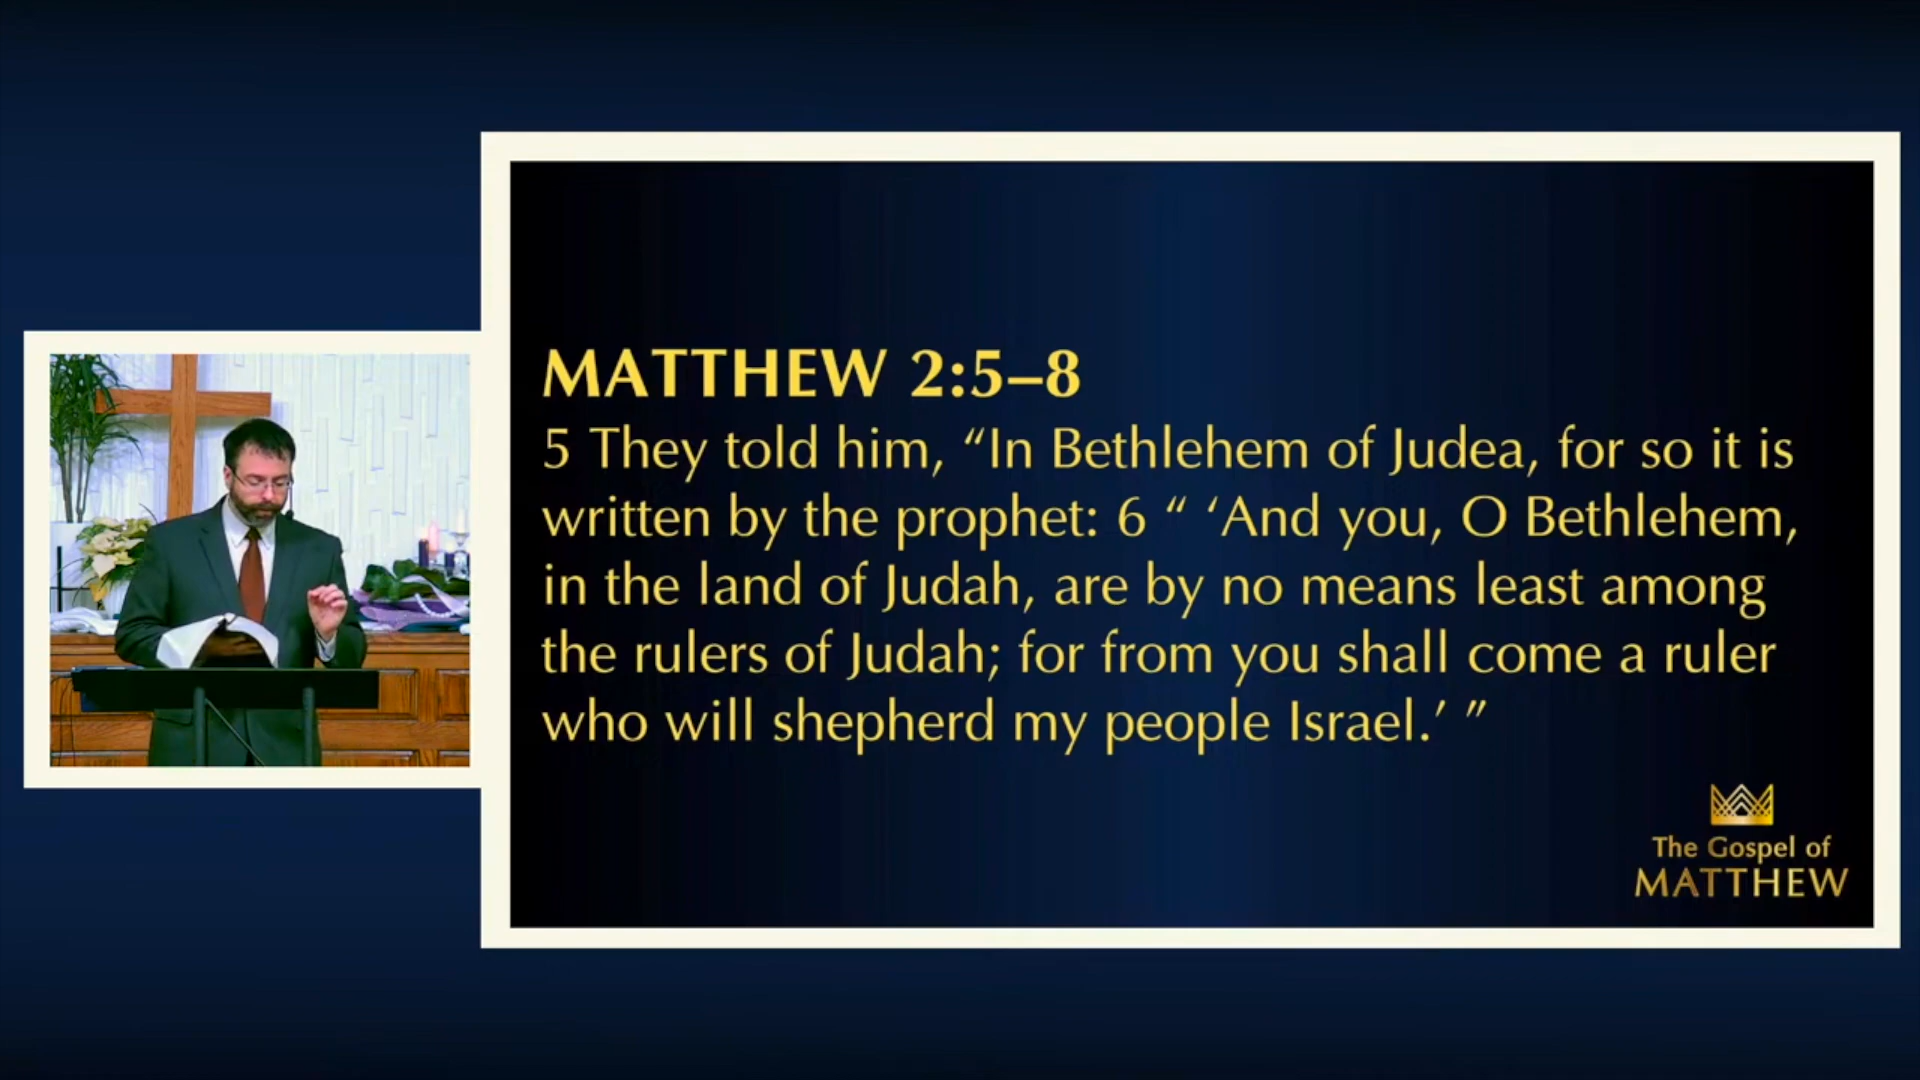 MATTHEW 2:5–8
5 They told him, “In Bethlehem of Judea, for so it is
written by the prophet: 6 “ ‘And you, O Bethlehem,
in the land of Judah, are by no means least among
the rulers of Judah; for from you shall come a ruler
who will shepherd my people Israel.’ ”
The Gospel of
MATTHEW